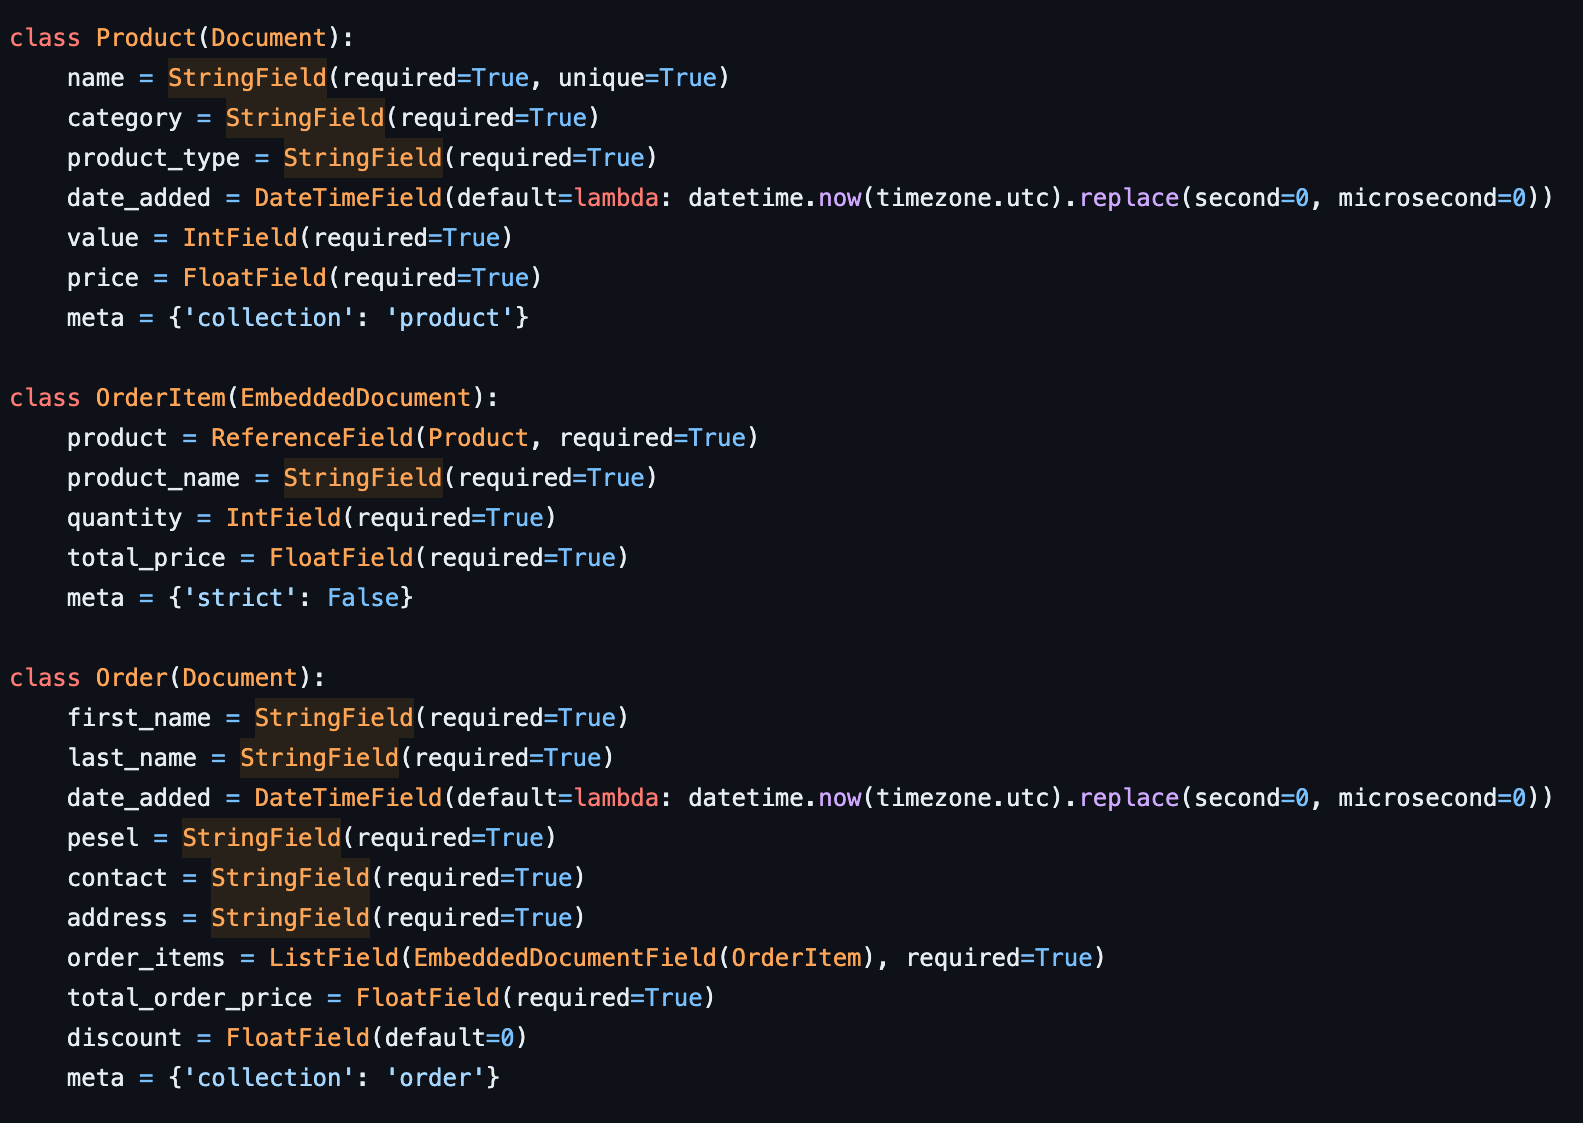 class Product(Document):
    name = StringField(required=True, unique=True)
    category = StringField(required=True)
    product_type = StringField(required=True)
    date_added = DateTimeField(default=lambda: datetime.now(timezone.utc).replace(second=0, microsecond=0))
    value = IntField(required=True)
    price = FloatField(required=True)
    meta = {'collection': 'product'}

class OrderItem(EmbeddedDocument):
    product = ReferenceField(Product, required=True)
    product_name = StringField(required=True)
    quantity = IntField(required=True)
    total_price = FloatField(required=True)
    meta = {'strict': False}

class Order(Document):
    first_name = StringField(required=True)
    last_name = StringField(required=True)
    date_added = DateTimeField(default=lambda: datetime.now(timezone.utc).replace(second=0, microsecond=0))
    pesel = StringField(required=True)
    contact = StringField(required=True)
    address = StringField(required=True)
    order_items = ListField(EmbeddedDocumentField(OrderItem), required=True)
    total_order_price = FloatField(required=True)
    discount = FloatField(default=0)
    meta = {'collection': 'order'}